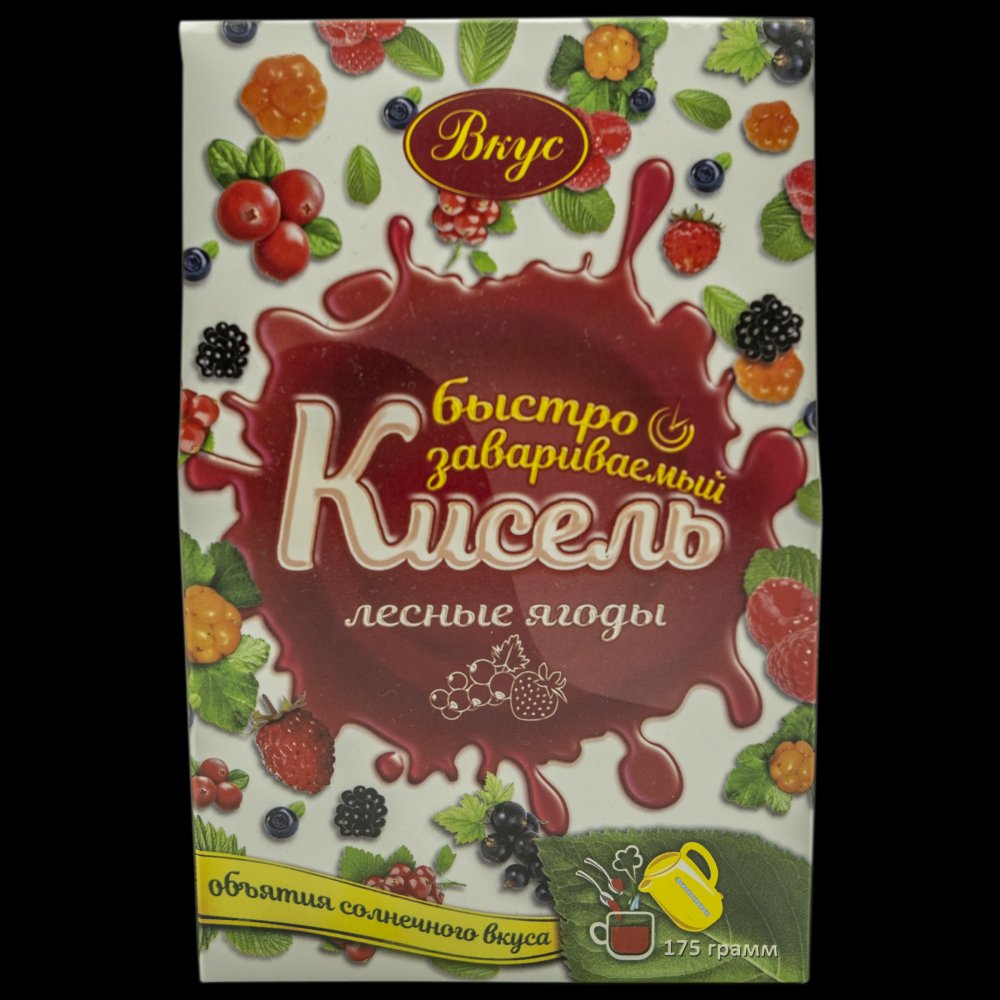 Вкус
быстро
завариваемый
Кисель
лесные ягоды
объятия солнечного вкуса
175 грамм